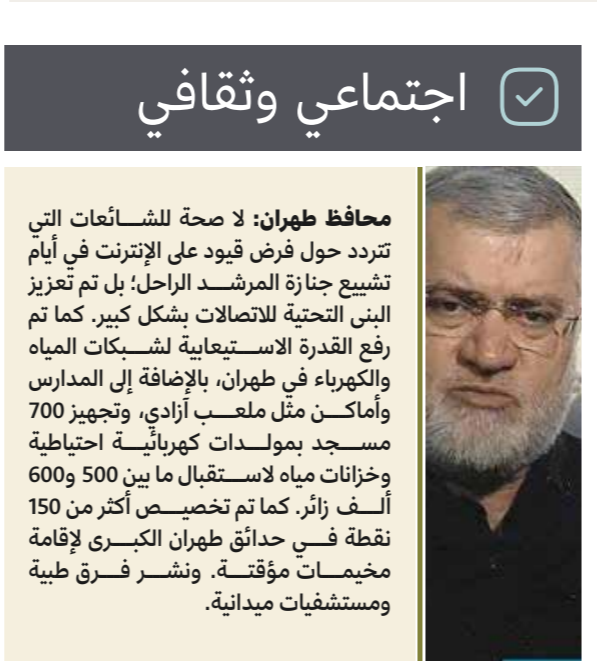 اجتماعي وثقافي
محافظ طهران: لا صحة للشائعات التي
تتردد حول فرض قيود على الإنترنت في أيام
تشييع جنازة المرشد الراحل؛ بل تم تعزيز
البنى التحتية للاتصالات بشكل كبير. كما تم
رفع القدرة الاستيعابية لشبكات المياه
والكهرباء في طهران، بالإضافة إلى المدارس
وأماكن مثل ملعب آزادي، وتجهيز 700
مسجد بمولدات كهربائية احتياطية
وخزانات مياه لاستقبال ما بين 500 و600
ألف زائر. كما تم تخصيص أكثر من 150
نقطة في حدائق طهران الكبرى لإقامة
مخيمات مؤقتة. ونشر فرق طبية
ومستشفيات ميدانية.